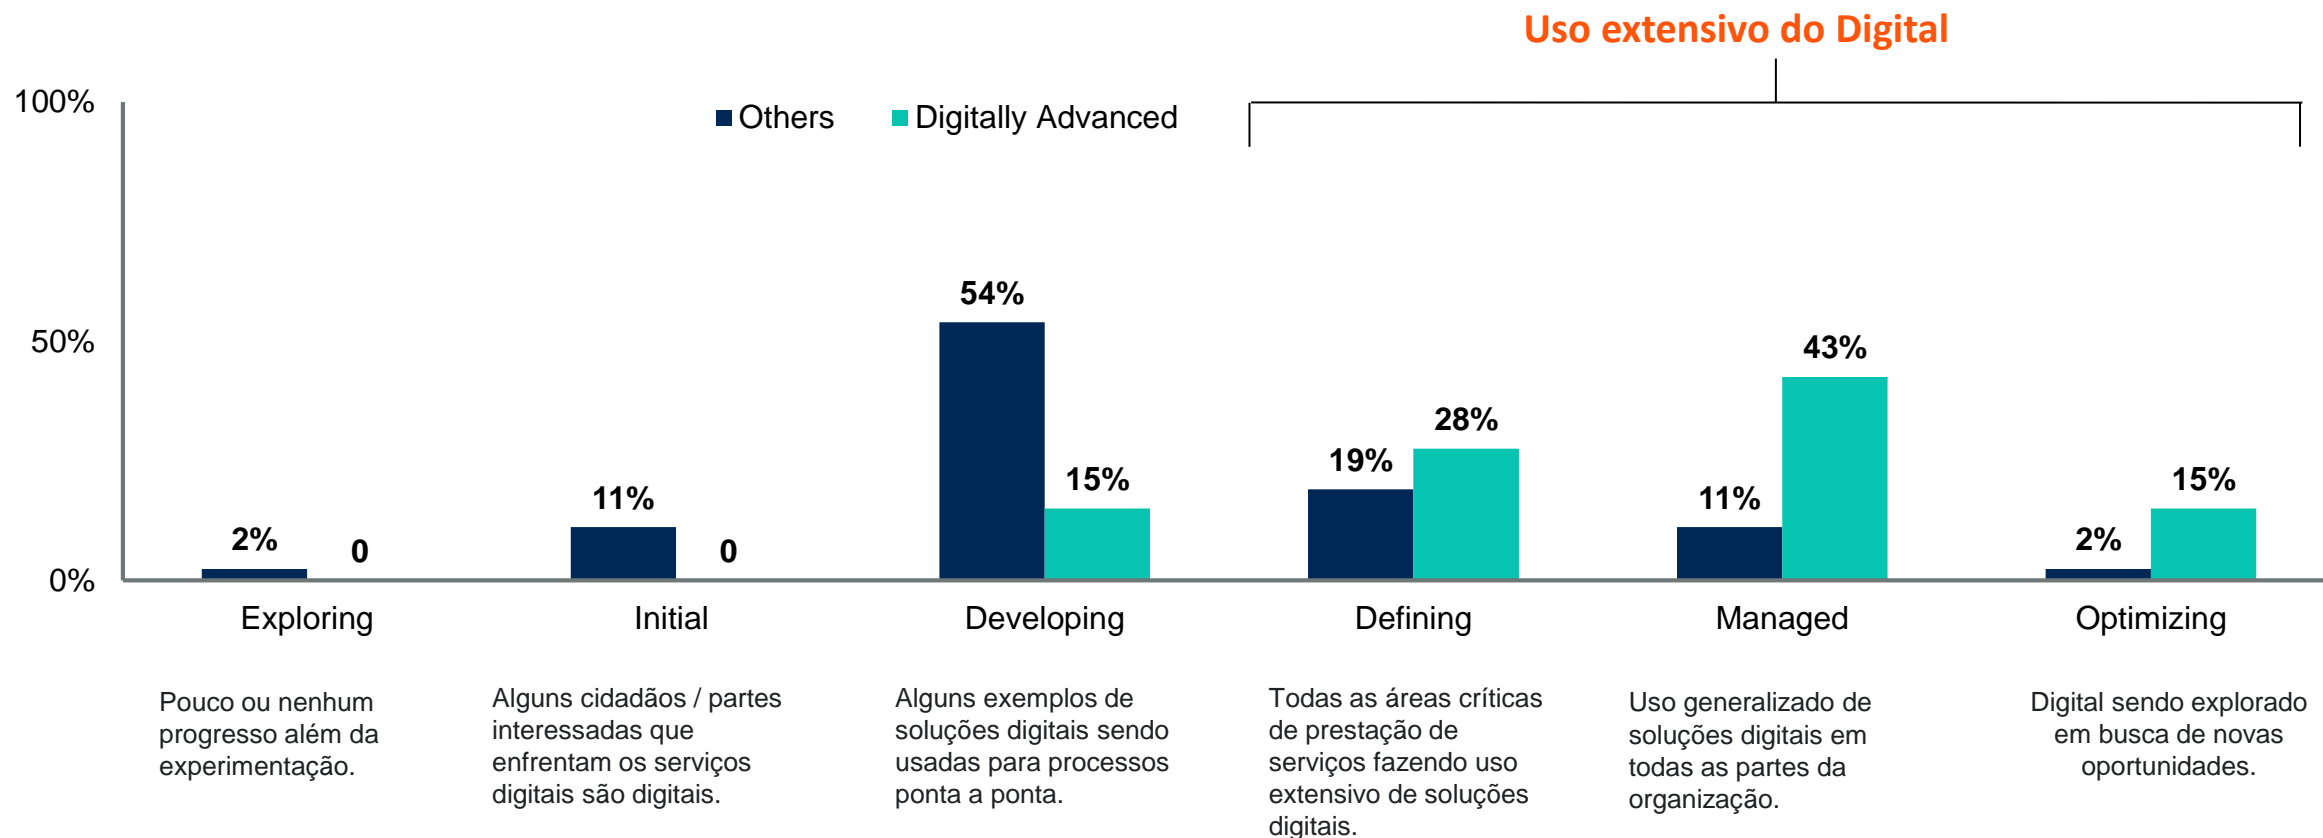 Uso extensivo do Digital
100%
Others
Digitally Advanced
54%
50%
43%
28%
19%
15%
15%
11%
11%
2%
0
0
2%
0%
Exploring
Initial
Developing
Defining
Managed
Optimizing
Pouco ou nenhum
progresso além da
experimentação.
Alguns cidadãos / partes
interessadas que
enfrentam os serviços
digitais são digitais.
Alguns exemplos de
soluções digitais sendo
usadas para processos
ponta a ponta.
Todas as áreas críticas
de prestação de
serviços fazendo uso
extensivo de soluções
digitais.
Uso generalizado de
soluções digitais em
todas as partes da
organização.
Digital sendo explorado
em busca de novas
oportunidades.